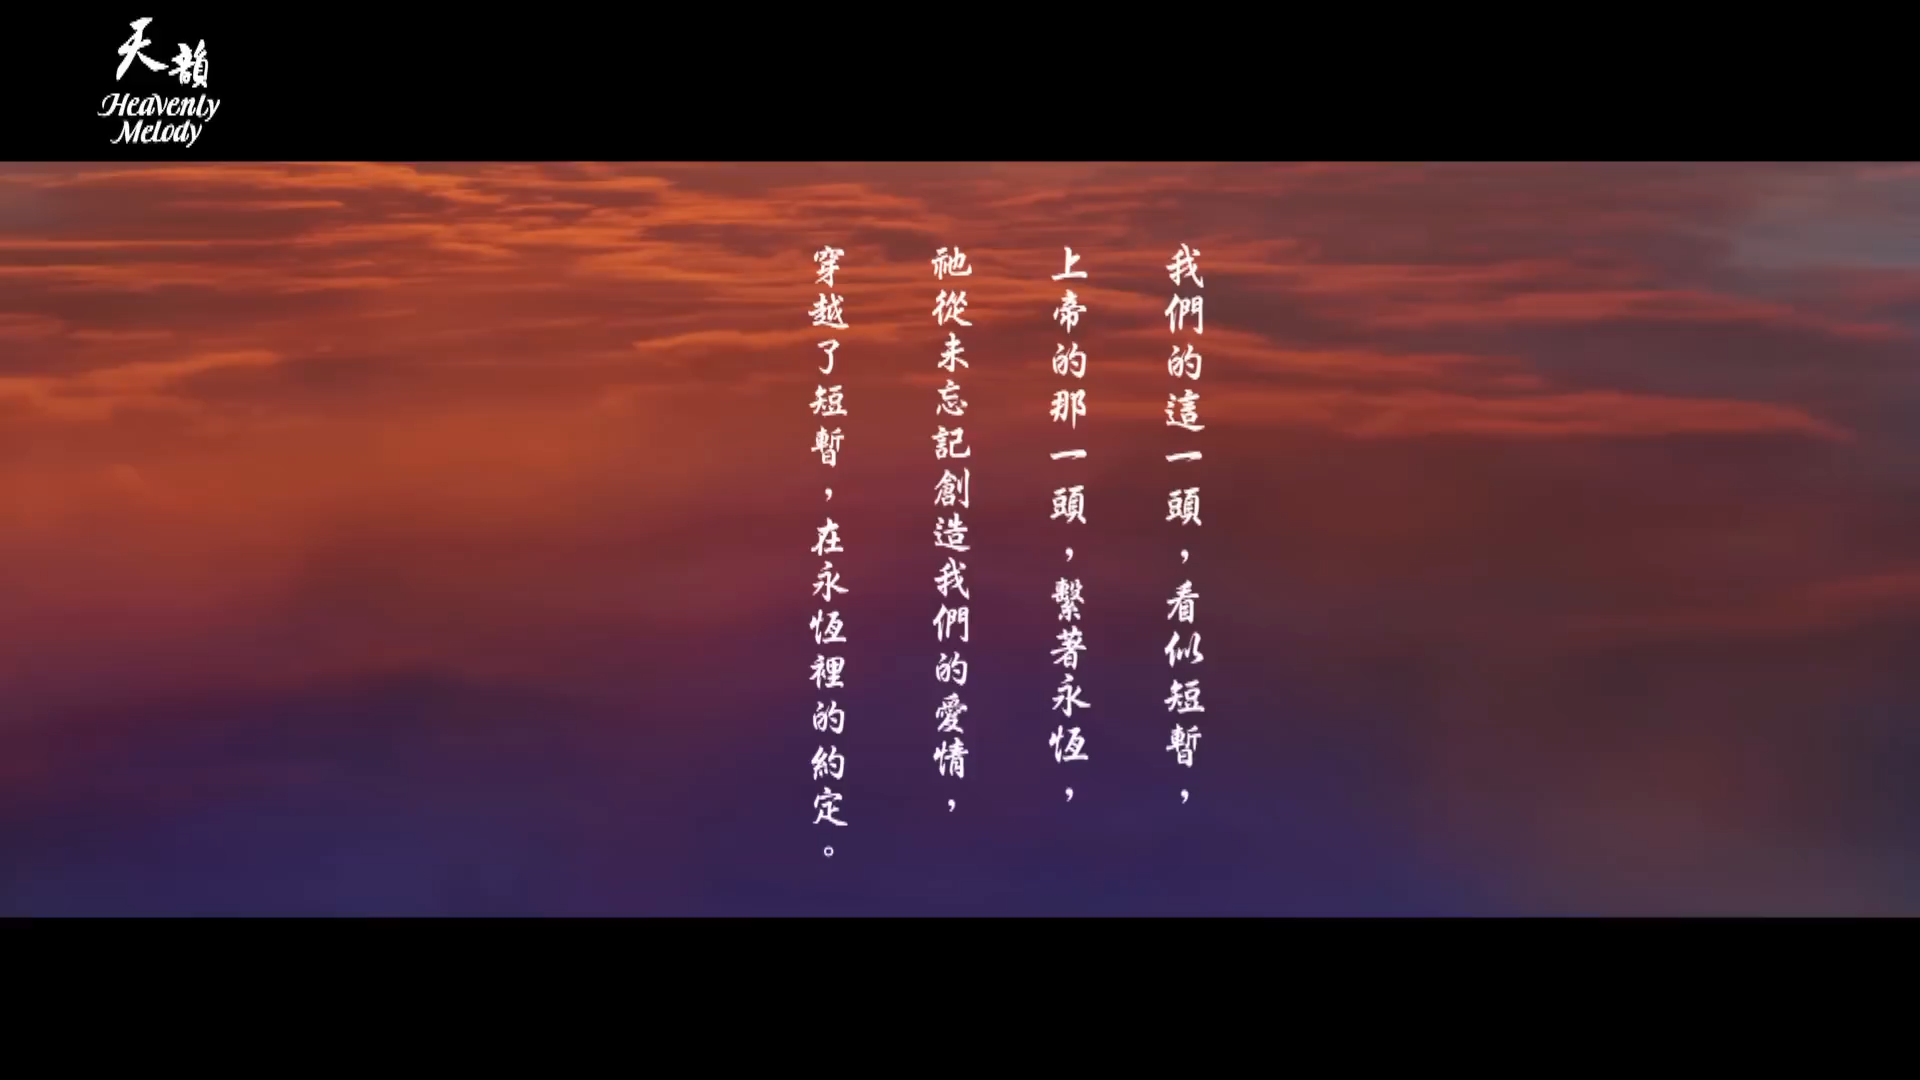 天韻
Heavenly
Melody
我們的這一頭，看似短暫，
上帝的那一頭，繫著永恆，
祂從未忘記創造我們的愛情，
穿越了短暫，在永恆裡的約定。